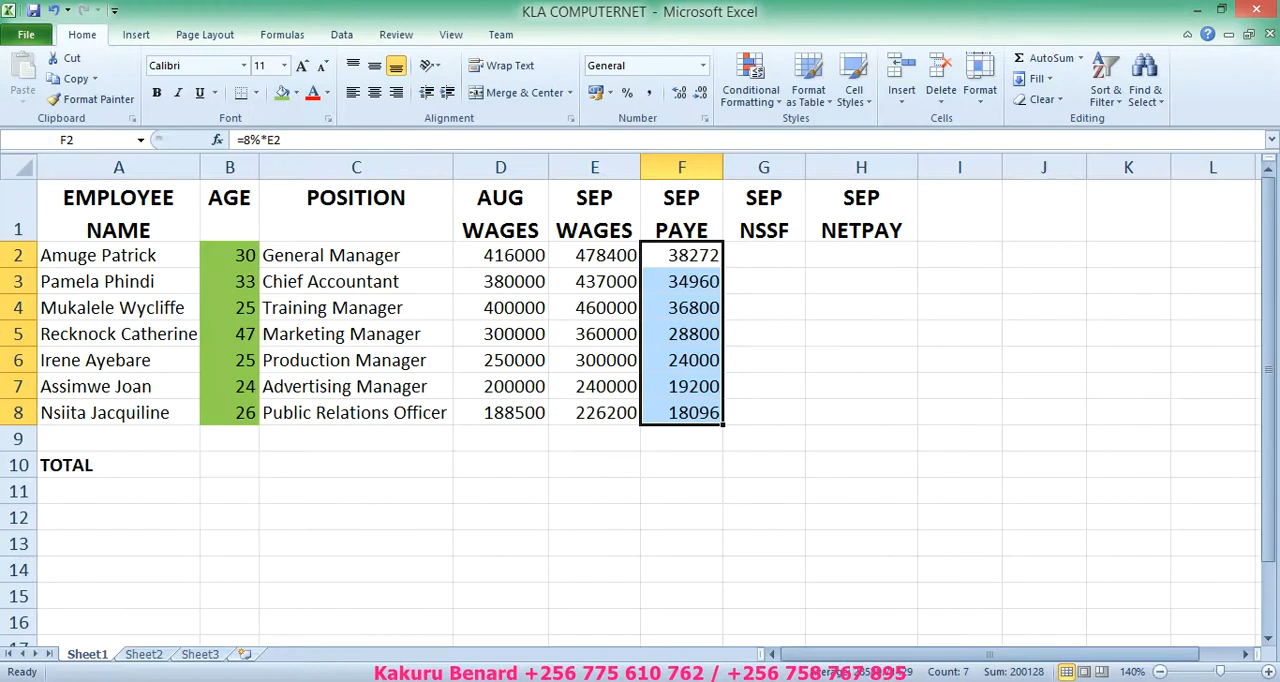 KLA COMPUTERNET - Microsoft Excel
File Home Insert Page Layout Formulas Data Review View Team
Paste Cut Copy Format Painter Clipboard
Calibri 11 A A B I U A Font
Wrap Text Merge & Center Alignment
General % , Number
Conditional Formatting Format as Table Cell Styles Styles
Insert Delete Format Cells
Σ AutoSum Fill Clear Sort & Filter Find & Select Editing
F2 fx =8%*E2
A B C D E F G H I J K L
1 EMPLOYEE NAME AGE POSITION AUG WAGES SEP WAGES SEP PAYE SEP NSSF SEP NETPAY
2 Amuge Patrick 30 General Manager 416000 478400 38272
3 Pamela Phindi 33 Chief Accountant 380000 437000 34960
4 Mukalele Wycliffe 25 Training Manager 400000 460000 36800
5 Recknock Catherine 47 Marketing Manager 300000 360000 28800
6 Irene Ayebare 25 Production Manager 250000 300000 24000
7 Assimwe Joan 24 Advertising Manager 200000 240000 19200
8 Nsiita Jacquiline 26 Public Relations Officer 188500 226200 18096
9
10 TOTAL
11
12
13
14
15
16
17
Sheet1 Sheet2 Sheet3
Ready Kakuru Benard +256 775 610 762 / +256 758 767 895 Count: 7 Sum: 200128 140%